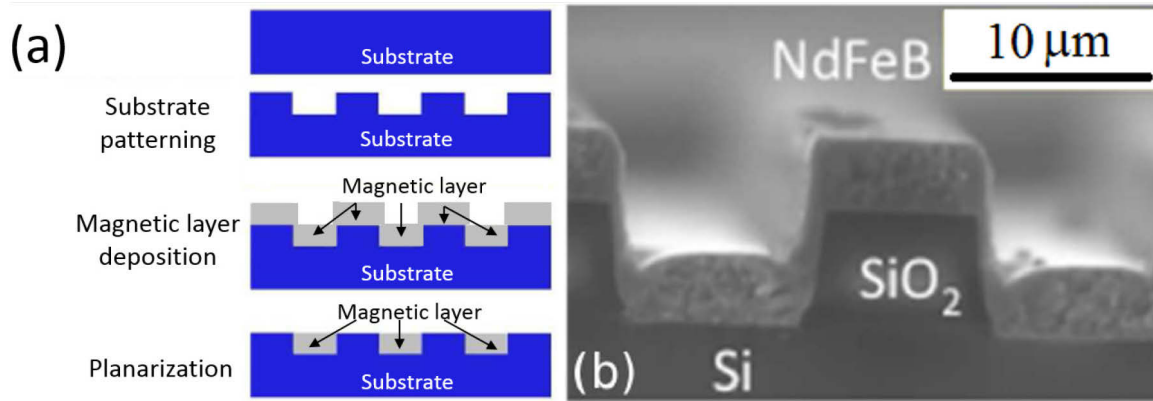 (a)
Substrate
Substrate
patterning
Substrate
Magnetic layer
Magnetic layer
deposition
Substrate
Magnetic layer
Planarization
Substrate
NdFeB
10 μm
SiO₂
(b)
Si